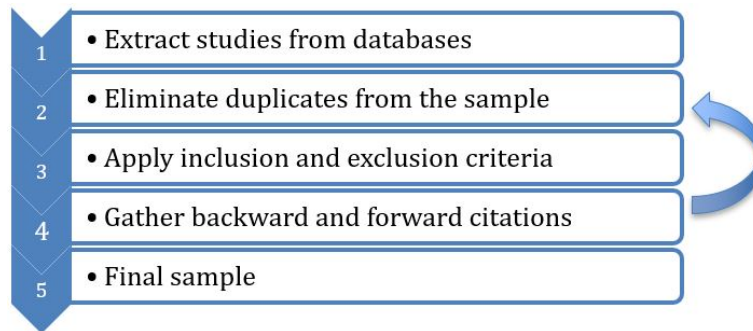 1 • Extract studies from databases
2 • Eliminate duplicates from the sample
3 • Apply inclusion and exclusion criteria
4 • Gather backward and forward citations
5 • Final sample